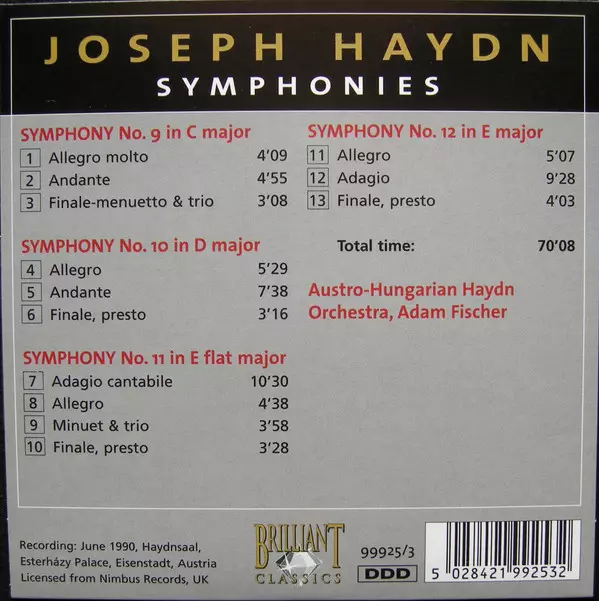 JOSEPH HAYDN
SYMPHONIES
SYMPHONY No. 9 in C major
1 Allegro molto 4'09
2 Andante 4'55
3 Finale-menuetto & trio 3'08
SYMPHONY No. 10 in D major
4 Allegro 5'29
5 Andante 7'38
6 Finale, presto 3'16
SYMPHONY No. 11 in E flat major
7 Adagio cantabile 10'30
8 Allegro 4'38
9 Minuet & trio 3'58
10 Finale, presto 3'28
SYMPHONY No. 12 in E major
11 Allegro 5'07
12 Adagio 9'28
13 Finale, presto 4'03
Total time: 70'08
Austro-Hungarian Haydn
Orchestra, Adam Fischer
Recording: June 1990, Haydnsaal,
Esterházy Palace, Eisenstadt, Austria
Licensed from Nimbus Records, UK
BRILLIANT
CLASSICS
99925/3
DDD
5 028421 992532